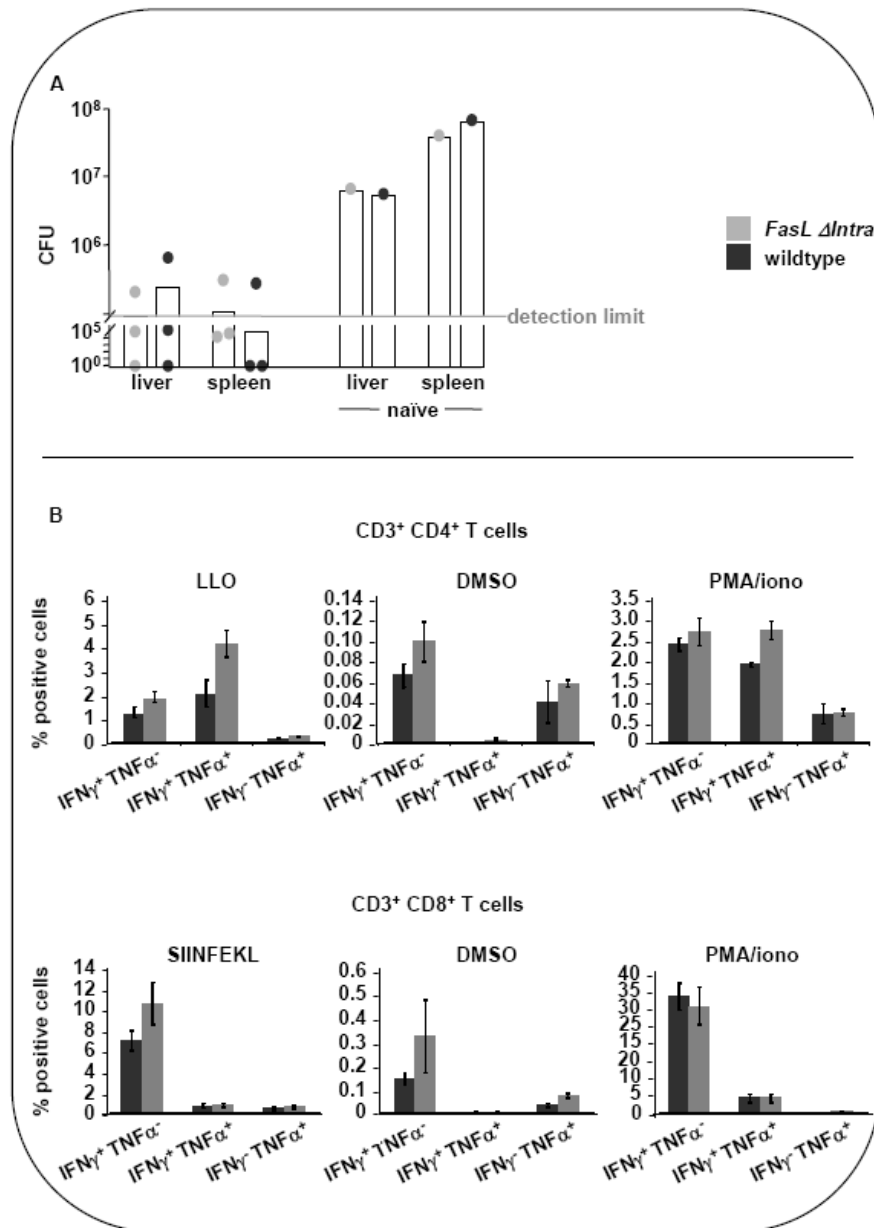 A
CFU
10⁸
10⁷
10⁶
10⁵
10⁰
detection limit
liver spleen liver spleen
naïve
FasL ΔIntra
wildtype
B
CD3⁺ CD4⁺ T cells
LLO
% positive cells
6
5
4
3
2
1
0
IFNγ⁺ TNFα⁻
IFNγ⁺ TNFα⁺
IFNγ⁻ TNFα⁺
DMSO
0.14
0.12
0.10
0.08
0.06
0.04
0.02
0
IFNγ⁺ TNFα⁻
IFNγ⁺ TNFα⁺
IFNγ⁻ TNFα⁺
PMA/iono
3.5
3.0
2.5
2.0
1.5
1.0
0.5
0
IFNγ⁺ TNFα⁻
IFNγ⁺ TNFα⁺
IFNγ⁻ TNFα⁺
CD3⁺ CD8⁺ T cells
SIINFEKL
% positive cells
14
12
10
8
6
4
2
0
IFNγ⁺ TNFα⁻
IFNγ⁺ TNFα⁺
IFNγ⁻ TNFα⁺
DMSO
0.6
0.5
0.4
0.3
0.2
0.1
0
IFNγ⁺ TNFα⁻
IFNγ⁺ TNFα⁺
IFNγ⁻ TNFα⁺
PMA/iono
40
35
30
25
20
15
10
5
0
IFNγ⁺ TNFα⁻
IFNγ⁺ TNFα⁺
IFNγ⁻ TNFα⁺